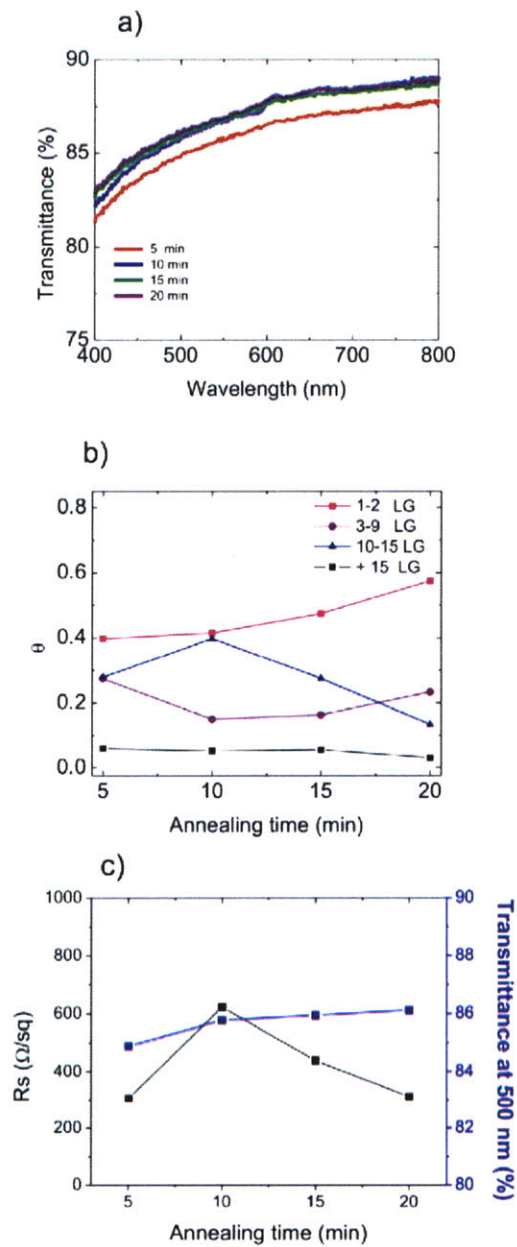 a)
90
85
80
75
Transmittance (%)
5 min
10 min
15 min
20 min
400 500 600 700 800
Wavelength (nm)
b)
0.8
0.6
0.4
0.2
0.0
θ
1-2 LG
3-9 LG
10-15 LG
+ 15 LG
5 10 15 20
Annealing time (min)
c)
1000
800
600
400
200
0
Rs (Ω/sq)
90
88
86
84
82
80
Transmittance at 500 nm (%)
5 10 15 20
Annealing time (min)